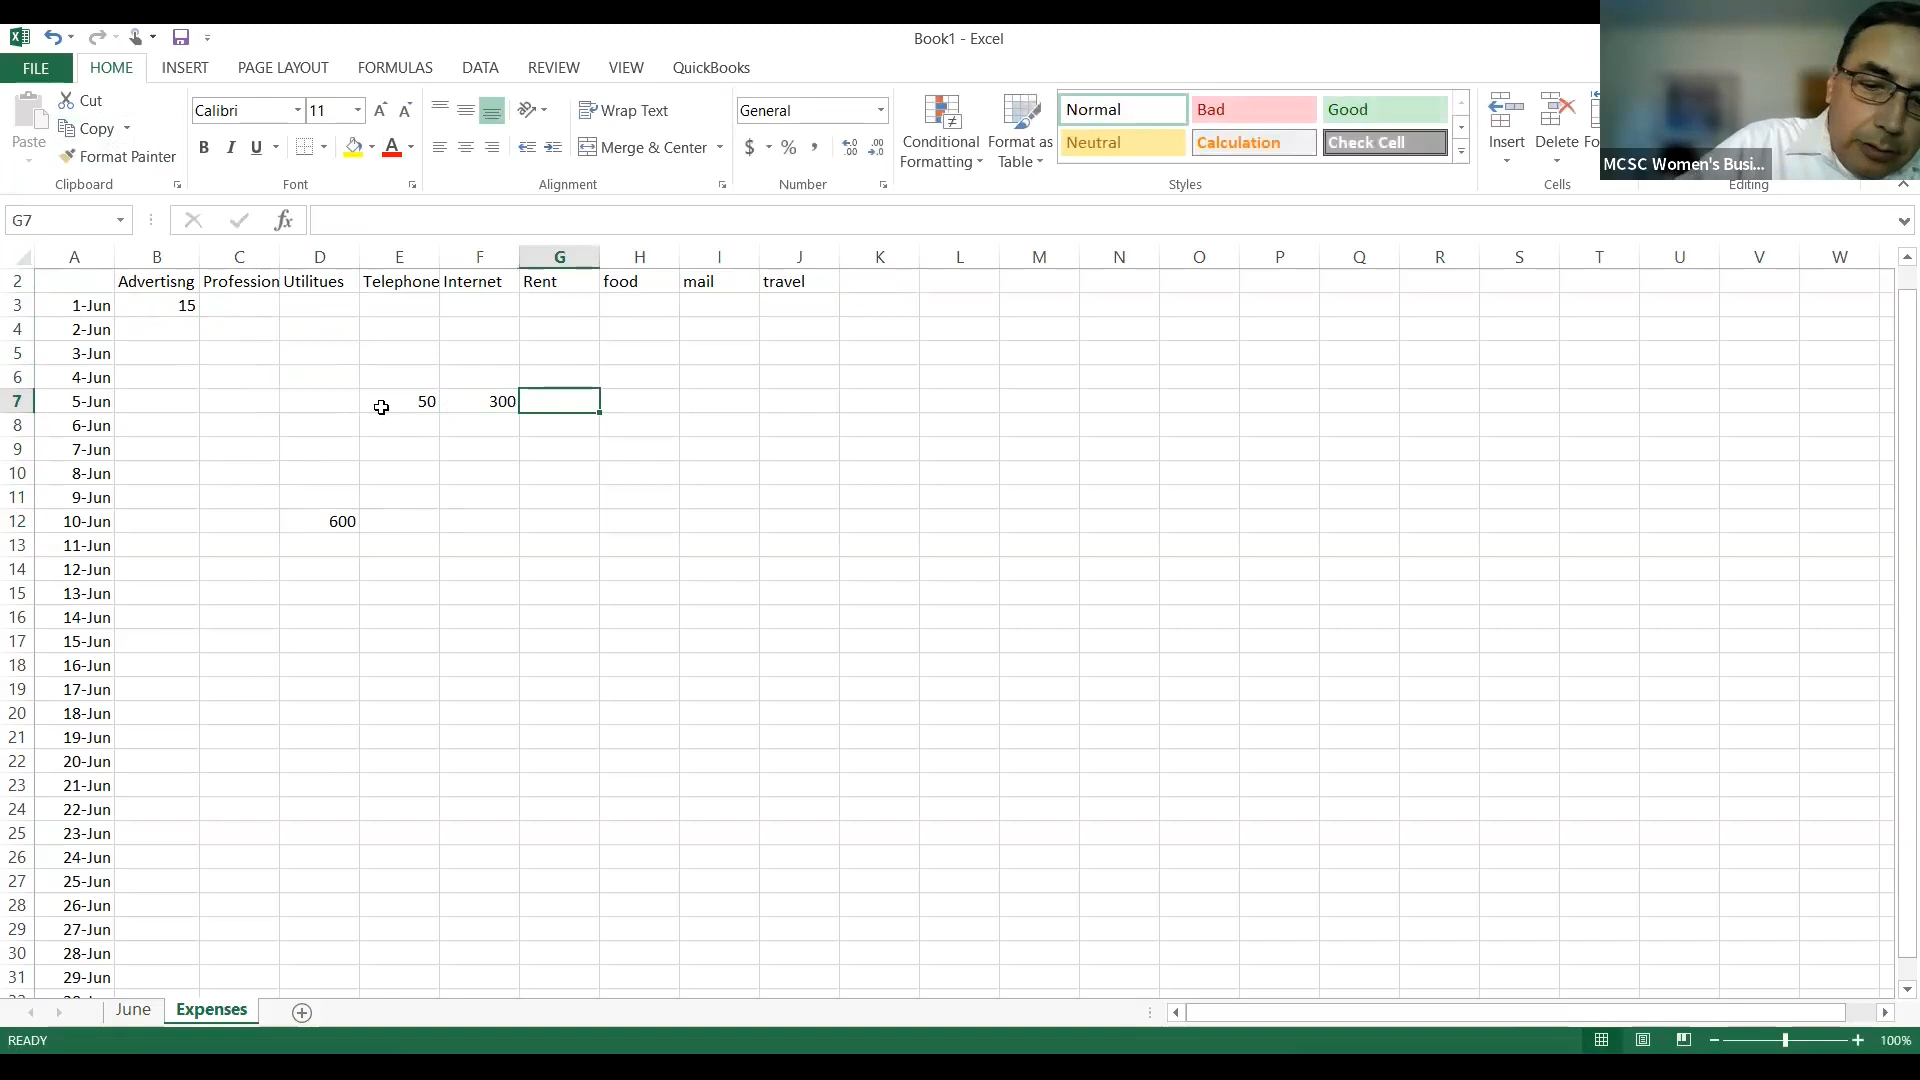 Book1 - Excel
FILE HOME INSERT PAGE LAYOUT FORMULAS DATA REVIEW VIEW QuickBooks
Cut
Copy
Format Painter
Paste
Clipboard
Calibri 11
B I U
Font
Wrap Text
Merge & Center
Alignment
General
$ % ,
Number
Conditional Formatting
Format as Table
Normal Bad Good
Neutral Calculation Check Cell
Styles
Insert Delete Fo
Cells
Editing
MCSC Women's Busi...
G7 fx
A B C D E F G H I J K L M N O P Q R S T U V W
2 Advertisng Profession Utilitues Telephone Internet Rent food mail travel
3 1-Jun 15
4 2-Jun
5 3-Jun
6 4-Jun
7 5-Jun 50 300
8 6-Jun
9 7-Jun
10 8-Jun
11 9-Jun
12 10-Jun 600
13 11-Jun
14 12-Jun
15 13-Jun
16 14-Jun
17 15-Jun
18 16-Jun
19 17-Jun
20 18-Jun
21 19-Jun
22 20-Jun
23 21-Jun
24 22-Jun
25 23-Jun
26 24-Jun
27 25-Jun
28 26-Jun
29 27-Jun
30 28-Jun
31 29-Jun
June Expenses
READY 100%